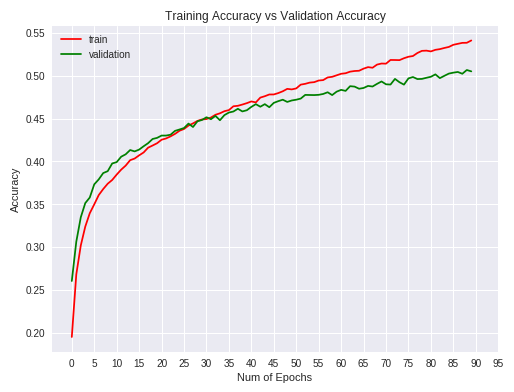 Training Accuracy vs Validation Accuracy
train
validation
Accuracy
0.55
0.50
0.45
0.40
0.35
0.30
0.25
0.20
0 5 10 15 20 25 30 35 40 45 50 55 60 65 70 75 80 85 90 95
Num of Epochs